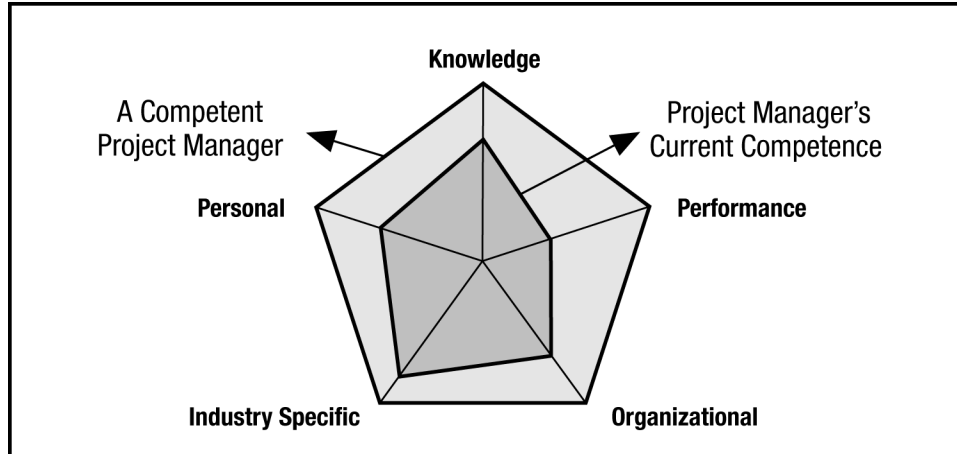 Knowledge
A Competent
Project Manager
Project Manager’s
Current Competence
Personal
Performance
Industry Specific
Organizational